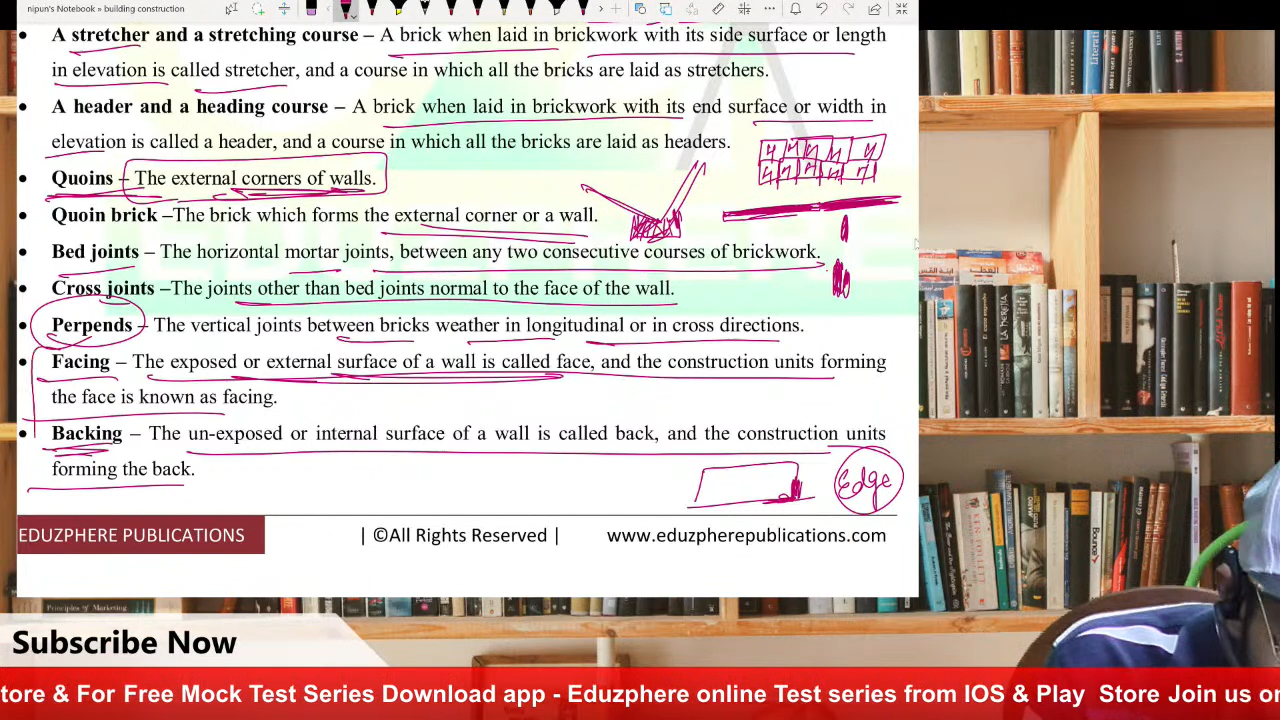 nipun's Notebook » building construction
• A stretcher and a stretching course – A brick when laid in brickwork with its side surface or length
in elevation is called stretcher, and a course in which all the bricks are laid as stretchers.
• A header and a heading course – A brick when laid in brickwork with its end surface or width in
elevation is called a header, and a course in which all the bricks are laid as headers.
• Quoins – The external corners of walls.
• Quoin brick –The brick which forms the external corner or a wall.
• Bed joints – The horizontal mortar joints, between any two consecutive courses of brickwork.
• Cross joints –The joints other than bed joints normal to the face of the wall.
• Perpends – The vertical joints between bricks weather in longitudinal or in cross directions.
• Facing – The exposed or external surface of a wall is called face, and the construction units forming
the face is known as facing.
• Backing – The un-exposed or internal surface of a wall is called back, and the construction units
forming the back.
Edge
EDUZPHERE PUBLICATIONS | ©All Rights Reserved | www.eduzpherepublications.com
Principles of Marketing
Bounce
Subscribe Now
tore & For Free Mock Test Series Download app - Eduzphere online Test series from IOS & Play Store Join us or